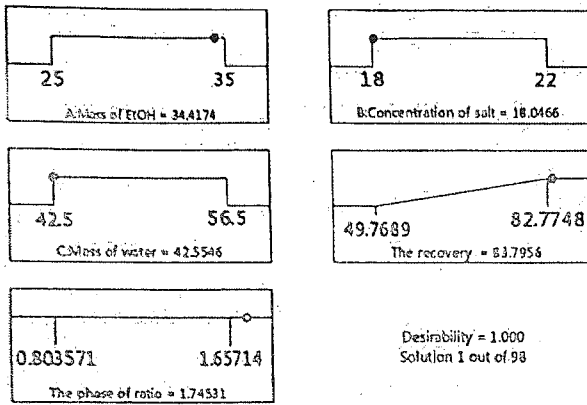 25 35
A:Mass of EtOH = 34.4174
18 22
B:Concentration of salt = 18.0466
42.5 56.5
C:Mass of water = 42.5546
49.7689 82.7748
The recovery = 83.7956
0.803571 1.65714
The phase of ratio = 1.74531
Desirability = 1.000
Solution 1 out of 98